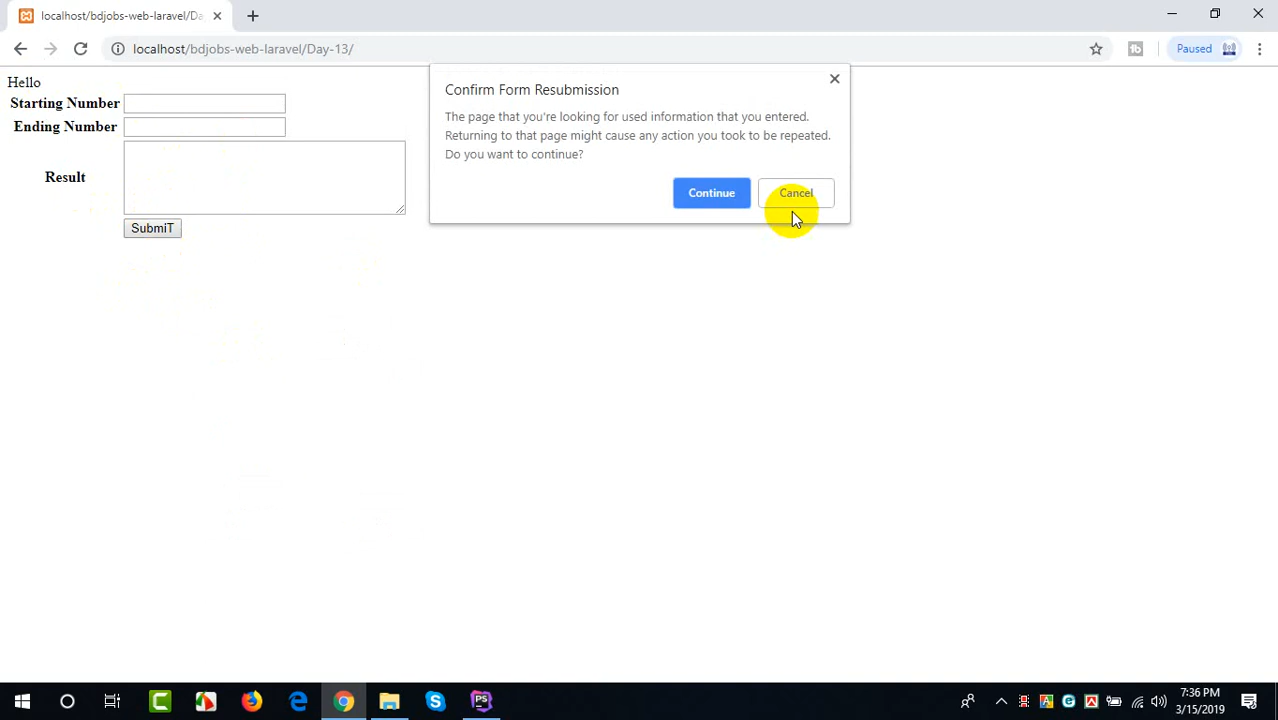 localhost/bdjobs-web-laravel/Da
localhost/bdjobs-web-laravel/Day-13/
Paused
Hello
Starting Number
Ending Number
Result
SubmiT
Confirm Form Resubmission
The page that you're looking for used information that you entered.
Returning to that page might cause any action you took to be repeated.
Do you want to continue?
Continue
Cancel
7:36 PM
3/15/2019